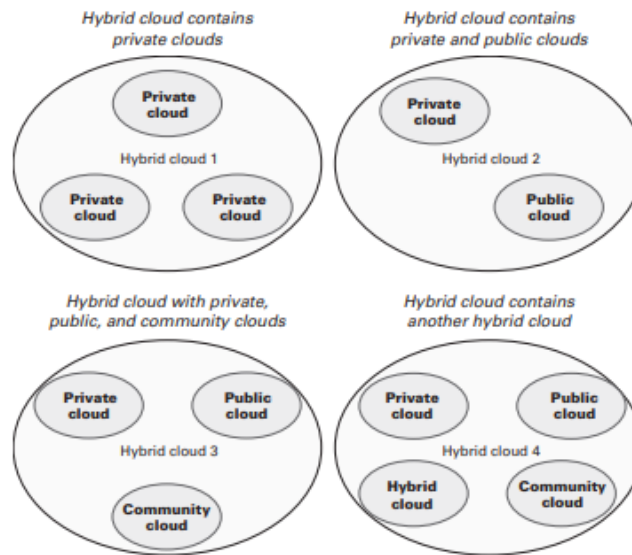 Hybrid cloud contains
private clouds
Private
cloud
Hybrid cloud 1
Private
cloud
Private
cloud
Hybrid cloud contains
private and public clouds
Private
cloud
Hybrid cloud 2
Public
cloud
Hybrid cloud with private,
public, and community clouds
Private
cloud
Public
cloud
Hybrid cloud 3
Community
cloud
Hybrid cloud contains
another hybrid cloud
Private
cloud
Public
cloud
Hybrid cloud 4
Hybrid
cloud
Community
cloud